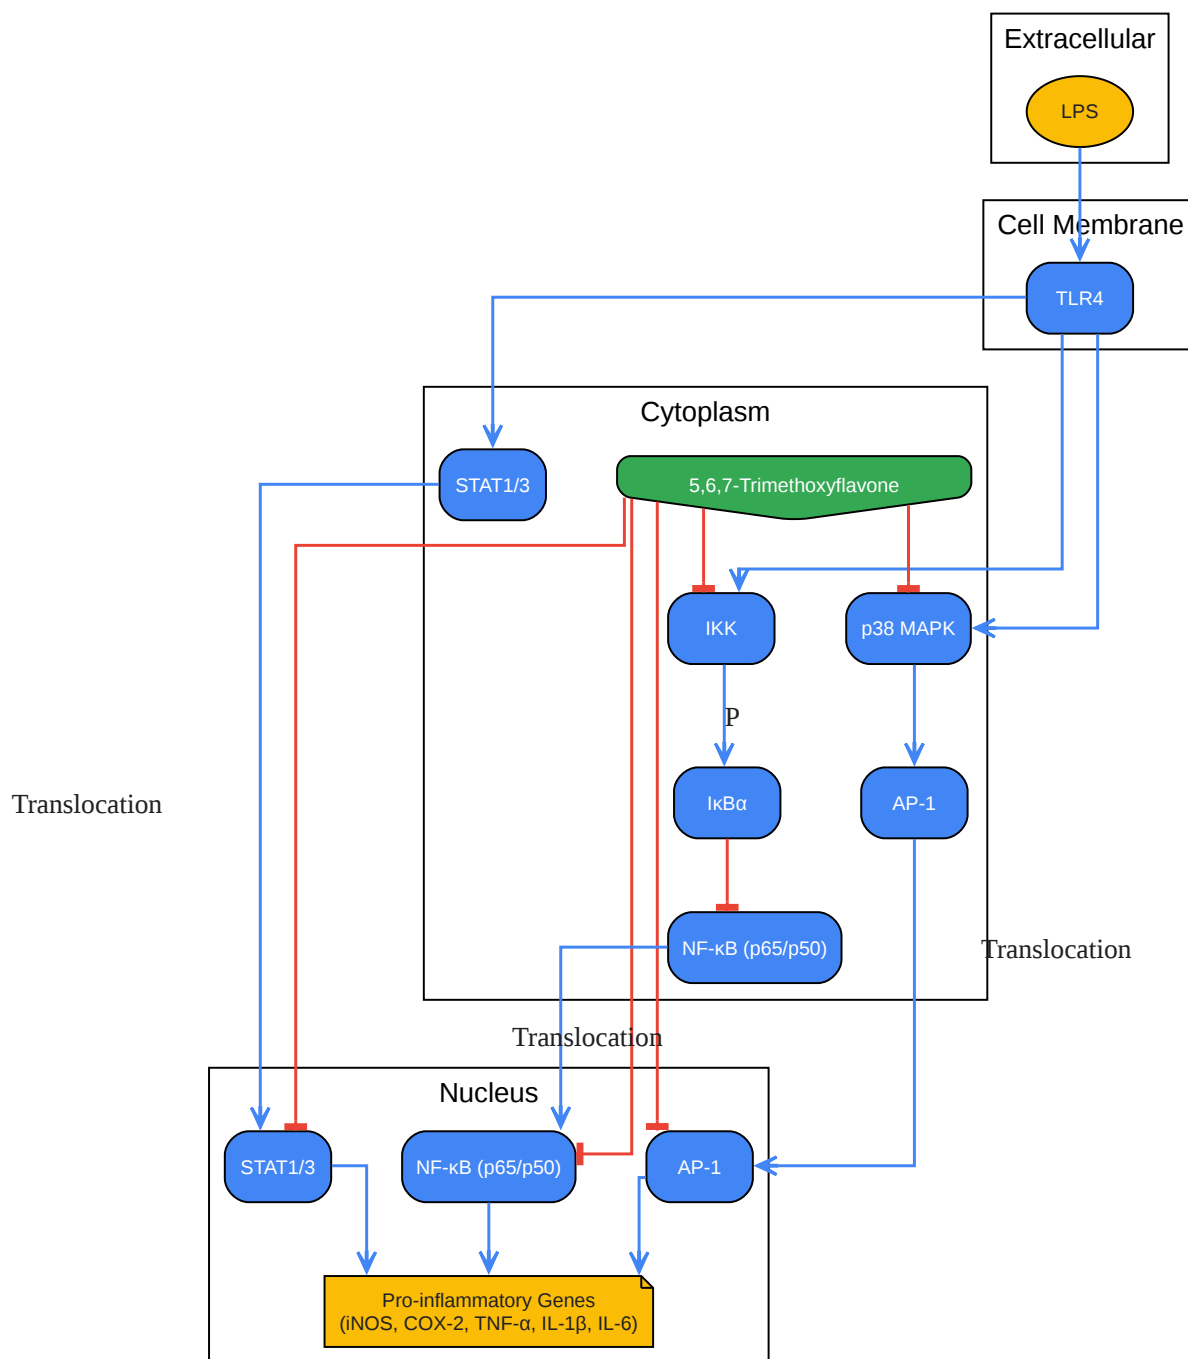 Extracellular
LPS
Cell Membrane
TLR4
Cytoplasm
STAT1/3
5,6,7-Trimethoxyflavone
IKK
p38 MAPK
P
IκBα
AP-1
Translocation
NF-κB (p65/p50)
Translocation
Translocation
Nucleus
STAT1/3
NF-κB (p65/p50)
AP-1
Pro-inflammatory Genes
(iNOS, COX-2, TNF-α, IL-1β, IL-6)